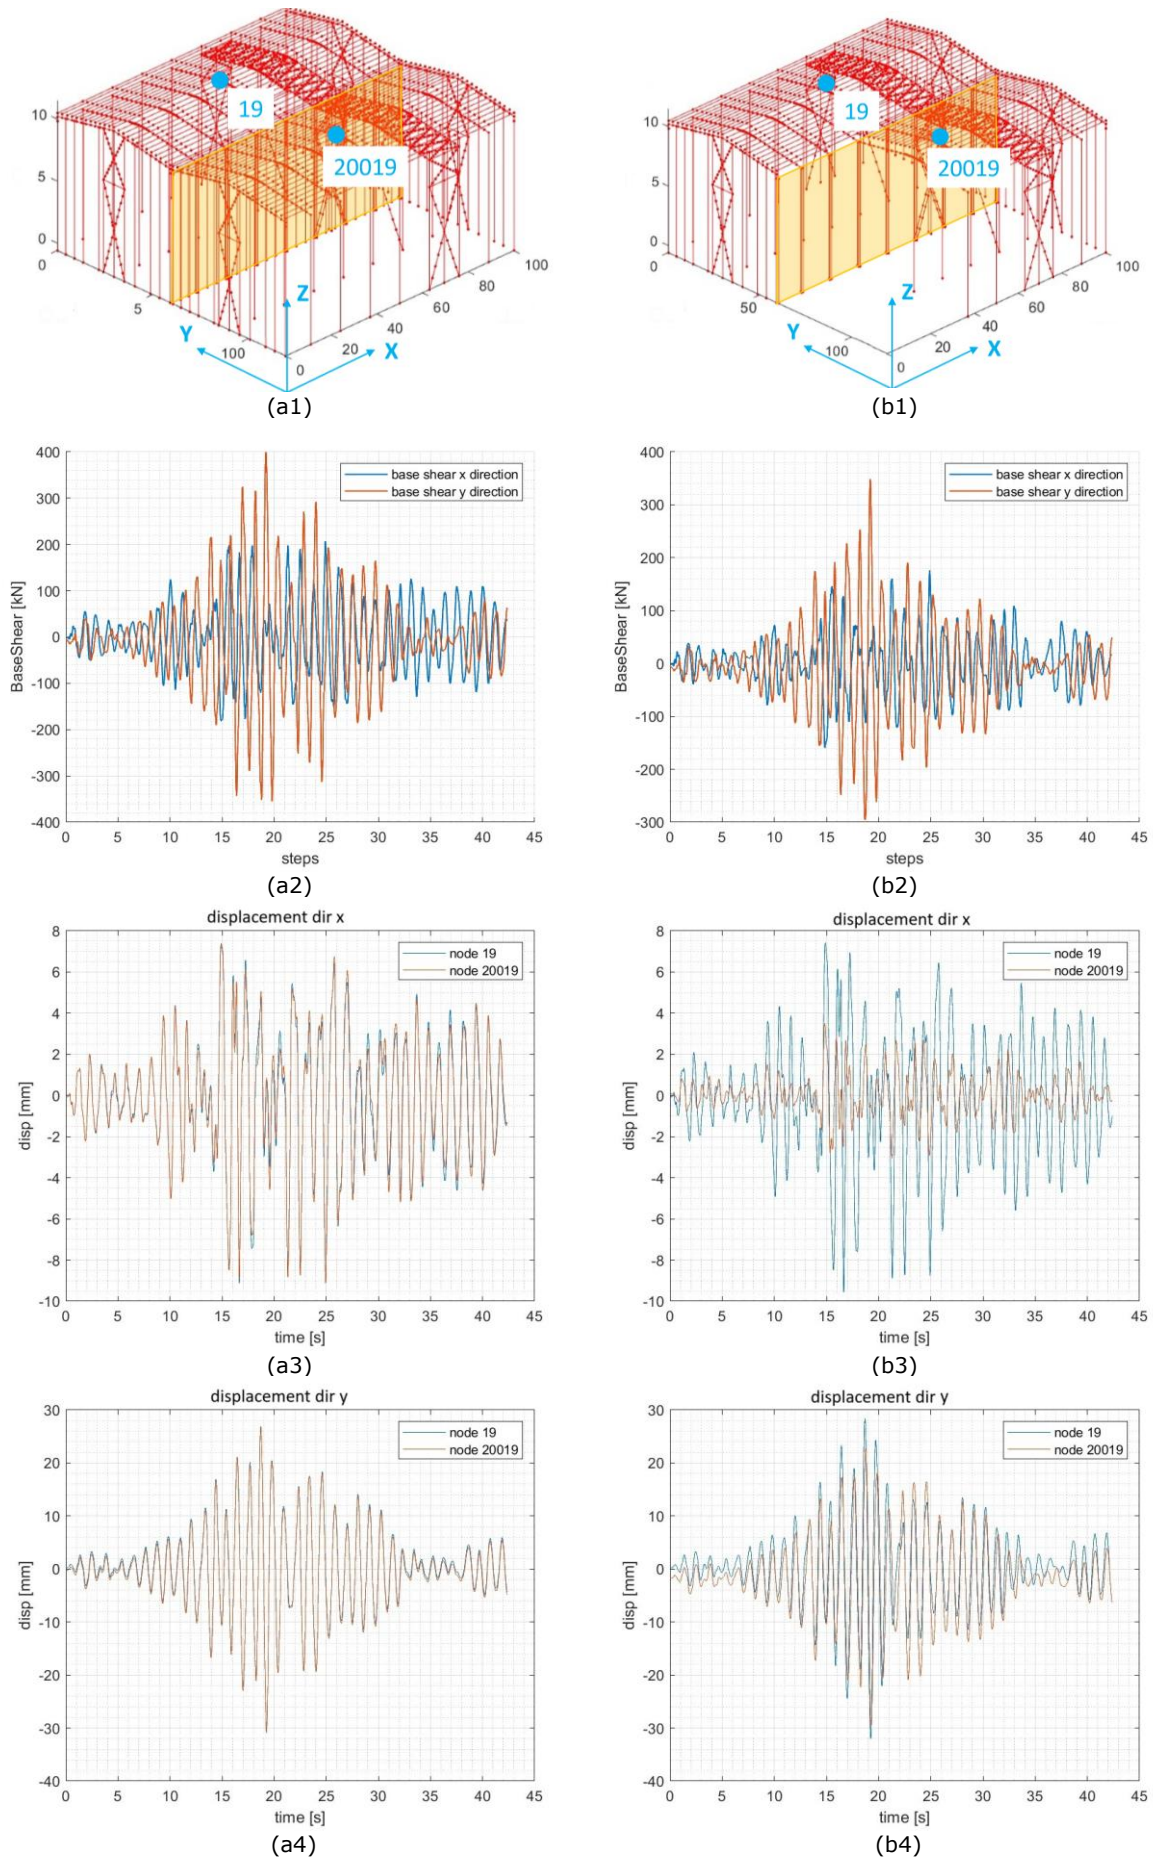 10
5
0
0
5
100
0
20
40
60
80
100
19
20019
Z
Y
X
(a1)
10
5
0
0
50
100
0
20
40
60
80
100
19
20019
Z
Y
X
(b1)
400
300
200
100
0
-100
-200
-300
-400
BaseShear [kN]
base shear x direction
base shear y direction
0 5 10 15 20 25 30 35 40 45
steps
(a2)
400
300
200
100
0
-100
-200
-300
BaseShear [kN]
base shear x direction
base shear y direction
0 5 10 15 20 25 30 35 40 45
steps
(b2)
displacement dir x
8
6
4
2
0
-2
-4
-6
-8
-10
disp [mm]
node 19
node 20019
0 5 10 15 20 25 30 35 40 45
time [s]
(a3)
displacement dir x
8
6
4
2
0
-2
-4
-6
-8
-10
disp [mm]
node 19
node 20019
0 5 10 15 20 25 30 35 40 45
time [s]
(b3)
displacement dir y
30
20
10
0
-10
-20
-30
-40
disp [mm]
node 19
node 20019
0 5 10 15 20 25 30 35 40 45
time [s]
(a4)
displacement dir y
30
20
10
0
-10
-20
-30
-40
disp [mm]
node 19
node 20019
0 5 10 15 20 25 30 35 40 45
time [s]
(b4)